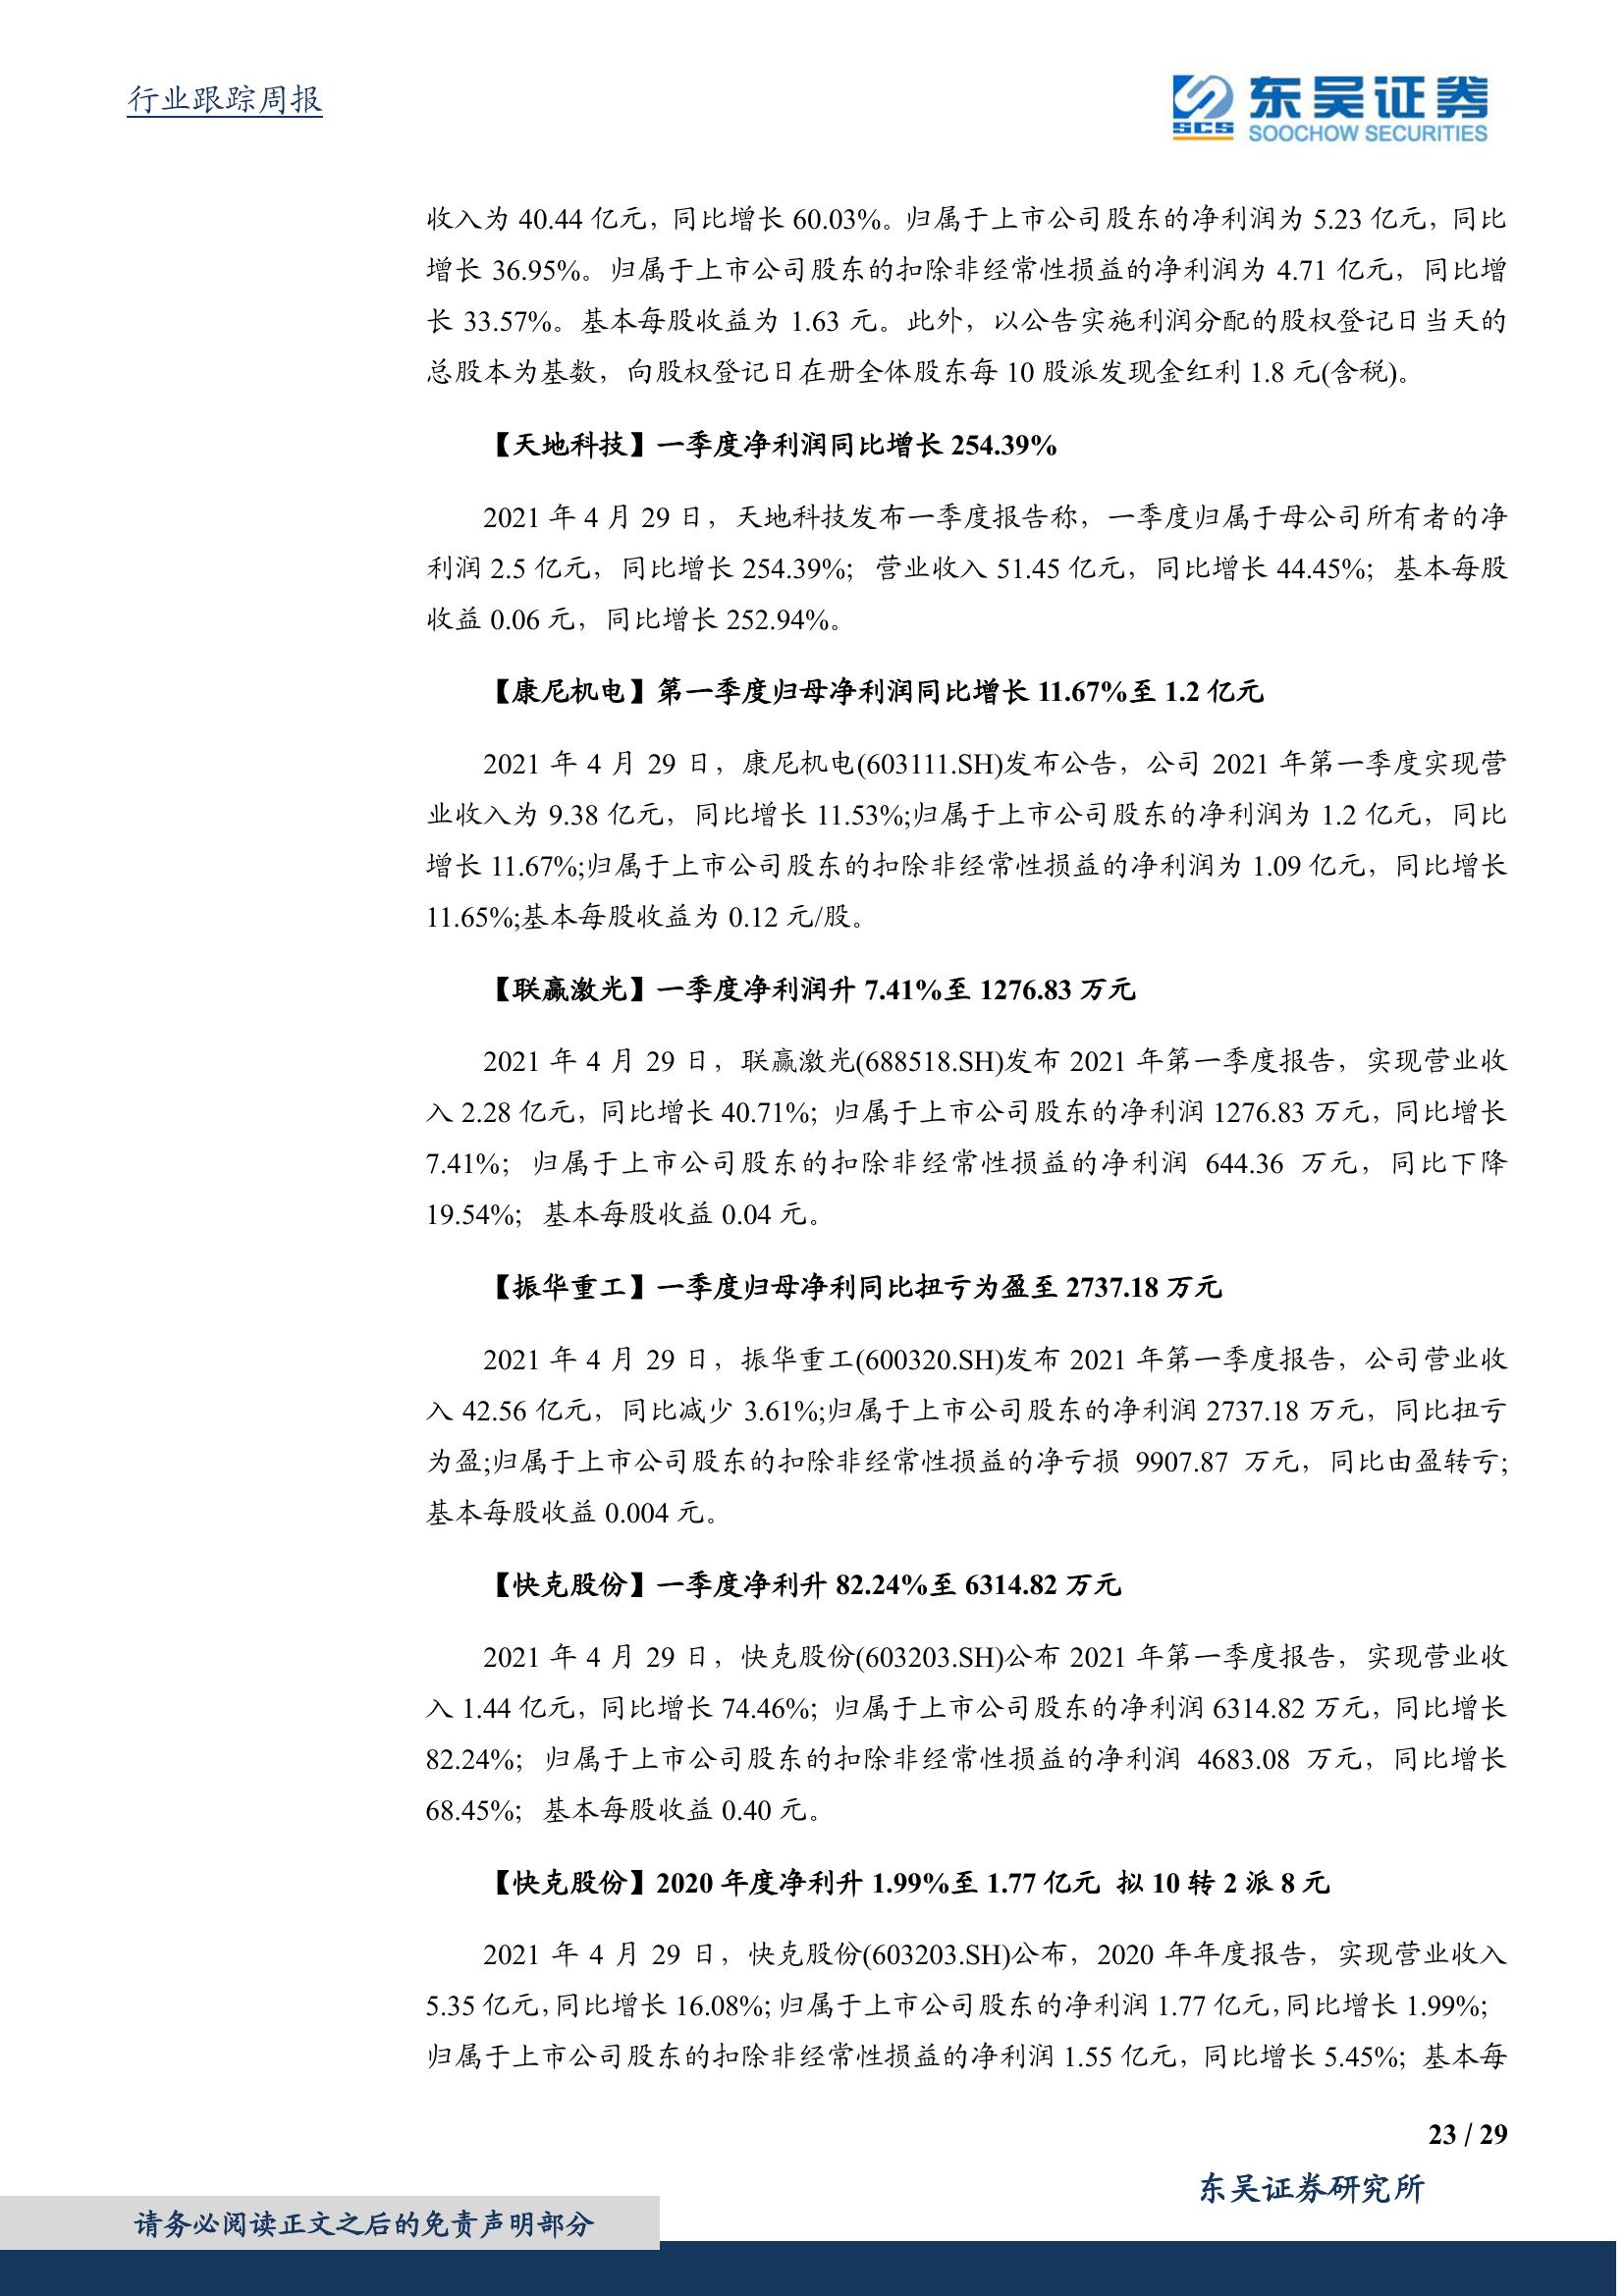 行业跟踪周报
SCS
东吴证券
SOOCHOW SECURITIES
收入为 40.44 亿元，同比增长 60.03%。归属于上市公司股东的净利润为 5.23 亿元，同比
增长 36.95%。归属于上市公司股东的扣除非经常性损益的净利润为 4.71 亿元，同比增
长 33.57%。基本每股收益为 1.63 元。此外，以公告实施利润分配的股权登记日当天的
总股本为基数，向股权登记日在册全体股东每 10 股派发现金红利 1.8 元(含税)。
【天地科技】一季度净利润同比增长 254.39%
2021 年 4 月 29 日，天地科技发布一季度报告称，一季度归属于母公司所有者的净
利润 2.5 亿元，同比增长 254.39%；营业收入 51.45 亿元，同比增长 44.45%；基本每股
收益 0.06 元，同比增长 252.94%。
【康尼机电】第一季度归母净利润同比增长 11.67%至 1.2 亿元
2021 年 4 月 29 日，康尼机电(603111.SH)发布公告，公司 2021 年第一季度实现营
业收入为 9.38 亿元，同比增长 11.53%;归属于上市公司股东的净利润为 1.2 亿元，同比
增长 11.67%;归属于上市公司股东的扣除非经常性损益的净利润为 1.09 亿元，同比增长
11.65%;基本每股收益为 0.12 元/股。
【联赢激光】一季度净利润升 7.41%至 1276.83 万元
2021 年 4 月 29 日，联赢激光(688518.SH)发布 2021 年第一季度报告，实现营业收
入 2.28 亿元，同比增长 40.71%；归属于上市公司股东的净利润 1276.83 万元，同比增长
7.41%；归属于上市公司股东的扣除非经常性损益的净利润 644.36 万元，同比下降
19.54%；基本每股收益 0.04 元。
【振华重工】一季度归母净利同比扭亏为盈至 2737.18 万元
2021 年 4 月 29 日，振华重工(600320.SH)发布 2021 年第一季度报告，公司营业收
入 42.56 亿元，同比减少 3.61%;归属于上市公司股东的净利润 2737.18 万元，同比扭亏
为盈;归属于上市公司股东的扣除非经常性损益的净亏损 9907.87 万元，同比由盈转亏;
基本每股收益 0.004 元。
【快克股份】一季度净利升 82.24%至 6314.82 万元
2021 年 4 月 29 日，快克股份(603203.SH)公布 2021 年第一季度报告，实现营业收
入 1.44 亿元，同比增长 74.46%；归属于上市公司股东的净利润 6314.82 万元，同比增长
82.24%；归属于上市公司股东的扣除非经常性损益的净利润 4683.08 万元，同比增长
68.45%；基本每股收益 0.40 元。
【快克股份】2020 年度净利升 1.99%至 1.77 亿元 拟 10 转 2 派 8 元
2021 年 4 月 29 日，快克股份(603203.SH)公布，2020 年年度报告，实现营业收入
5.35 亿元，同比增长 16.08%；归属于上市公司股东的净利润 1.77 亿元，同比增长 1.99%；
归属于上市公司股东的扣除非经常性损益的净利润 1.55 亿元，同比增长 5.45%；基本每
23 / 29
东吴证券研究所
请务必阅读正文之后的免责声明部分